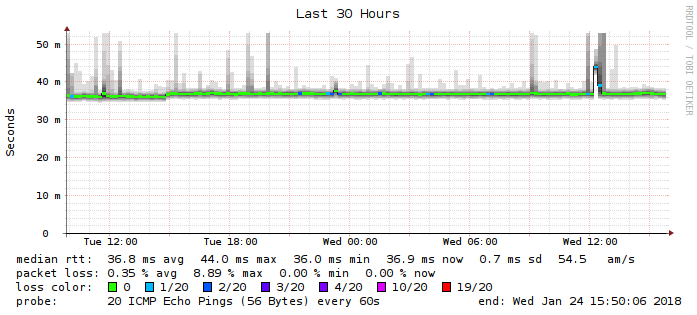 Last 30 Hours
RRDTOOL / TOBI OETIKER
Seconds
50 m
40 m
30 m
20 m
10 m
0
Tue 12:00 Tue 18:00 Wed 00:00 Wed 06:00 Wed 12:00
median rtt: 36.8 ms avg 44.0 ms max 36.0 ms min 36.9 ms now 0.7 ms sd 54.5 am/s
packet loss: 0.35 % avg 8.89 % max 0.00 % min 0.00 % now
loss color: 0 1/20 2/20 3/20 4/20 10/20 19/20
probe: 20 ICMP Echo Pings (56 Bytes) every 60s end: Wed Jan 24 15:50:06 2018